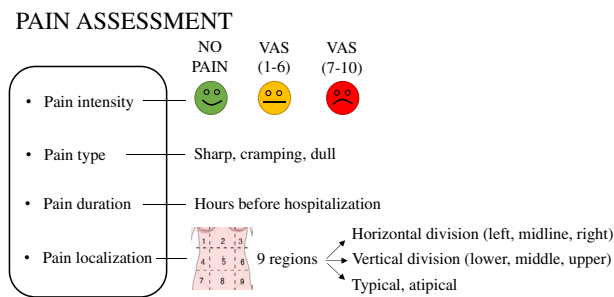 PAIN ASSESSMENT
NO PAIN
VAS (1-6)
VAS (7-10)
• Pain intensity
• Pain type
Sharp, cramping, dull
• Pain duration
Hours before hospitalization
• Pain localization
1 2 3
4 5 6
7 8 9
9 regions
Horizontal division (left, midline, right)
Vertical division (lower, middle, upper)
Typical, atipical